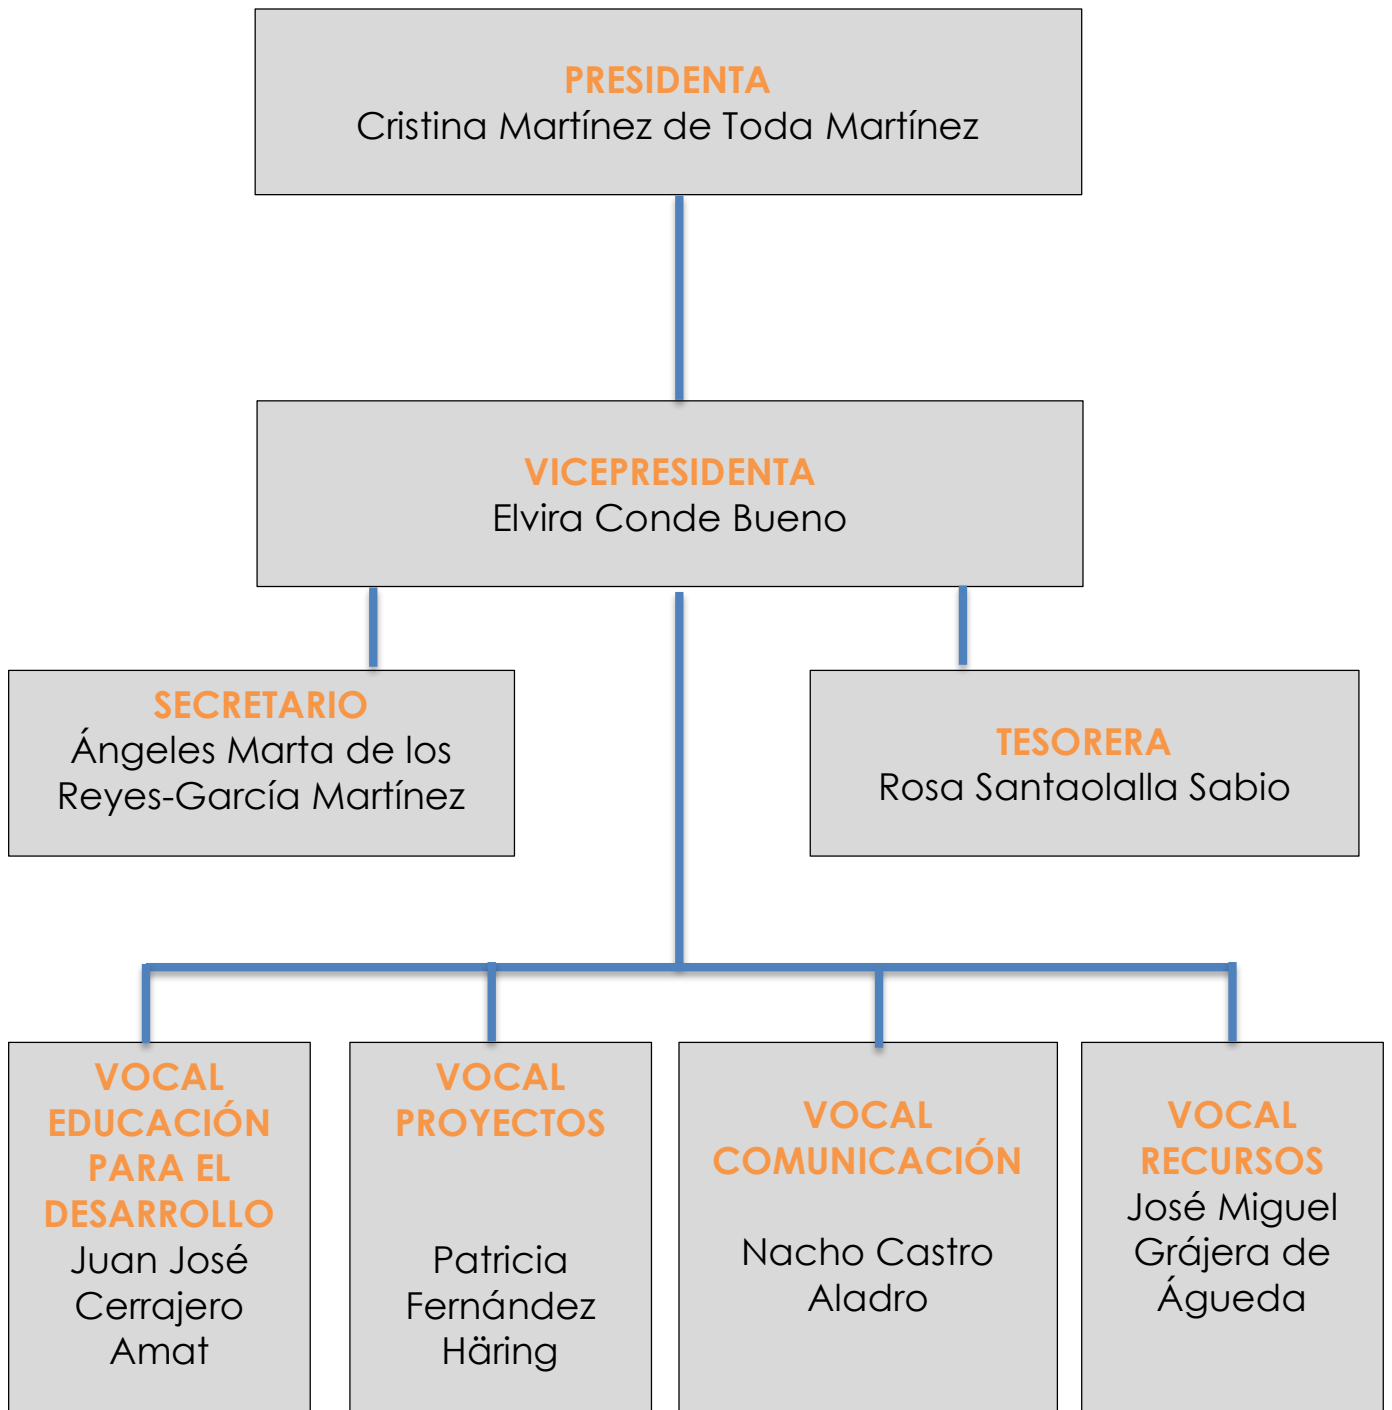 PRESIDENTA
Cristina Martínez de Toda Martínez
VICEPRESIDENTA
Elvira Conde Bueno
SECRETARIO
Ángeles Marta de los
Reyes-García Martínez
TESORERA
Rosa Santaolalla Sabio
VOCAL
EDUCACIÓN
PARA EL
DESARROLLO
Juan José
Cerrajero
Amat
VOCAL
PROYECTOS
Patricia
Fernández
Häring
VOCAL
COMUNICACIÓN
Nacho Castro
Aladro
VOCAL
RECURSOS
José Miguel
Grájera de
Águeda